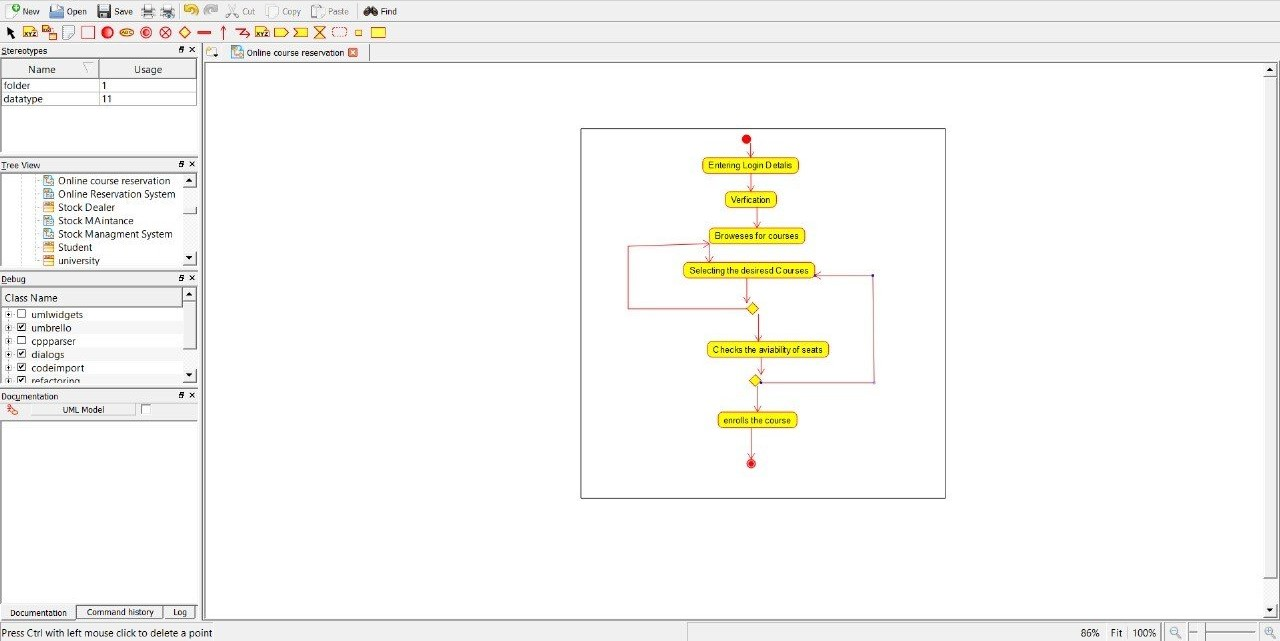 New Open Save Cut Copy Paste Find
XYZ XYZ
Stereotypes
Name Usage
folder 1
datatype 11
Tree View
Online course reservation
Online Reservation System
Stock Dealer
Stock MAintance
Stock Managment System
Student
university
Debug
Class Name
umlwidgets
umbrello
cppparser
dialogs
codeimport
refactoring
Documentation
UML Model
Documentation Command history Log
Online course reservation
Entering Login Detalis
Verfication
Broweses for courses
Selecting the desiresd Courses
Checks the aviability of seats
enrolls the course
Press Ctrl with left mouse click to delete a point
86% Fit 100%